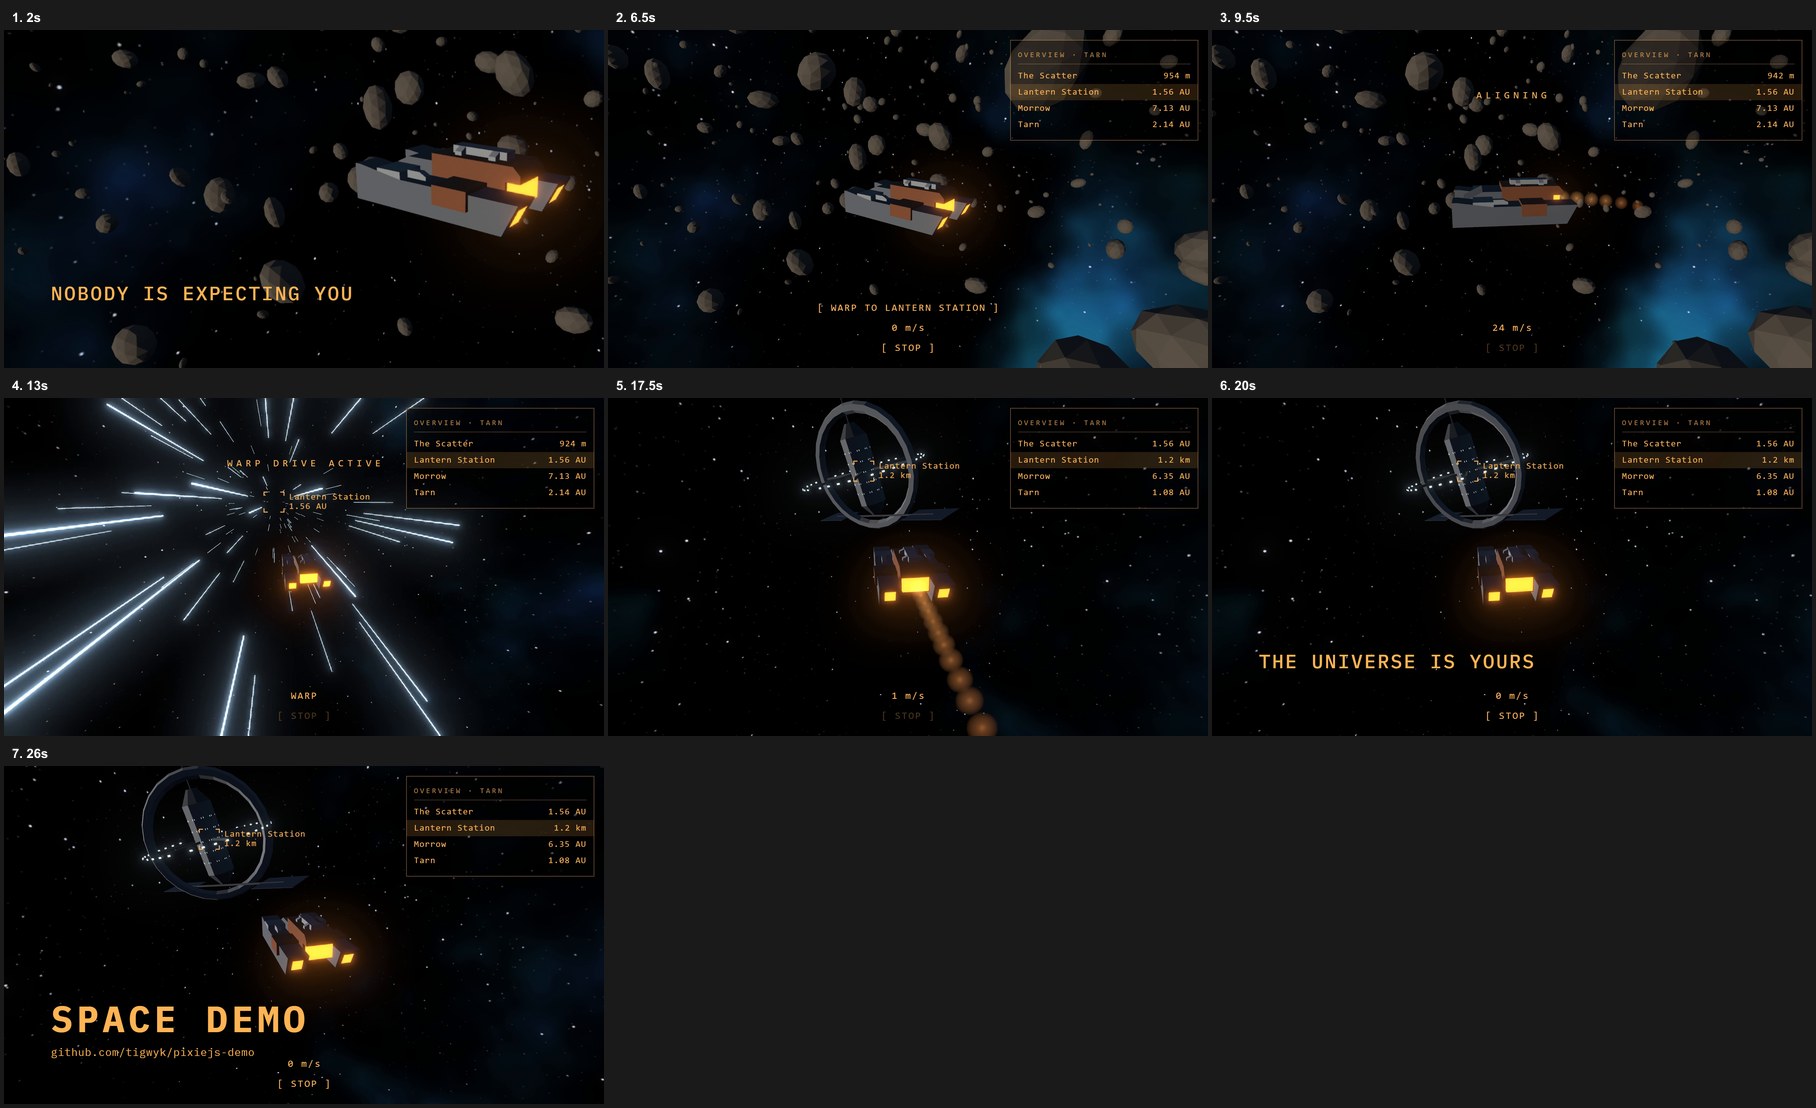 1. 2s
NOBODY IS EXPECTING YOU
2. 6.5s
OVERVIEW · TARN
The Scatter 954 m
Lantern Station 1.56 AU
Morrow 7.13 AU
Tarn 2.14 AU
[ WARP TO LANTERN STATION ]
0 m/s
[ STOP ]
3. 9.5s
ALIGNING
OVERVIEW · TARN
The Scatter 942 m
Lantern Station 1.56 AU
Morrow 7.13 AU
Tarn 2.14 AU
24 m/s
[ STOP ]
4. 13s
OVERVIEW · TARN
The Scatter 924 m
Lantern Station 1.56 AU
Morrow 7.13 AU
Tarn 2.14 AU
WARP DRIVE ACTIVE
Lantern Station
1.56 AU
WARP
[ STOP ]
5. 17.5s
OVERVIEW · TARN
The Scatter 1.56 AU
Lantern Station 1.2 km
Morrow 6.35 AU
Tarn 1.08 AU
Lantern Station
1.2 km
1 m/s
[ STOP ]
6. 20s
OVERVIEW · TARN
The Scatter 1.56 AU
Lantern Station 1.2 km
Morrow 6.35 AU
Tarn 1.08 AU
Lantern Station
1.2 km
THE UNIVERSE IS YOURS
0 m/s
[ STOP ]
7. 26s
OVERVIEW · TARN
The Scatter 1.56 AU
Lantern Station 1.2 km
Morrow 6.35 AU
Tarn 1.08 AU
Lantern Station
1.2 km
SPACE DEMO
github.com/tigwyk/pixiejs-demo
0 m/s
[ STOP ]